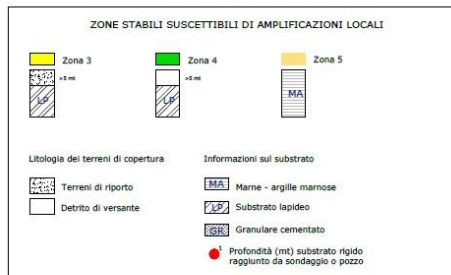 ZONE STABILI SUSCETTIBILI DI AMPLIFICAZIONI LOCALI
Zona 3
Zona 4
Zona 5
>5 mt
>5 mt
LP
LP
MA
Litologia dei terreni di copertura
Informazioni sul substrato
Terreni di riporto
MA
Marne - argille marnose
Detrito di versante
LP
Substrato lapideo
GR
Granulare cementato
1
Profondità (mt) substrato rigido
raggiunto da sondaggio o pozzo